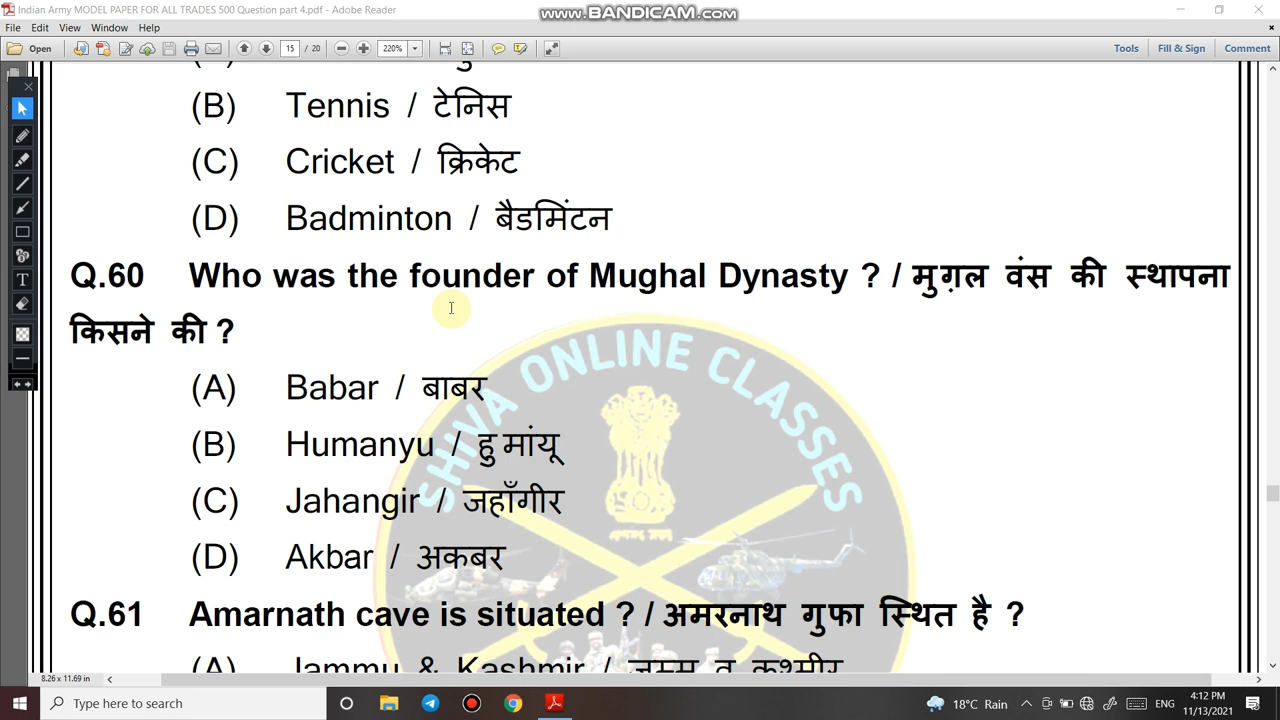 Indian Army MODEL PAPER FOR ALL TRADES 500 Question part 4.pdf - Adobe Reader
www.BANDICAM.com
File Edit View Window Help
Open 15 / 20 220% Tools Fill & Sign Comment
(B) Tennis / टेनिस
(C) Cricket / क्रिकेट
(D) Badminton / बैडमिंटन
Q.60 Who was the founder of Mughal Dynasty ? / मुग़ल वंस की स्थापना
किसने की ?
SHIVA ONLINE CLASSES
(A) Babar / बाबर
(B) Humanyu / हुमांयू
(C) Jahangir / जहाँगीर
(D) Akbar / अकबर
Q.61 Amarnath cave is situated ? / अमरनाथ गुफा स्थित है ?
(A) Jammu & Kashmir / जम्मू व कश्मीर
8.26 x 11.69 in
Type here to search
18°C Rain
ENG
4:12 PM
11/13/2021